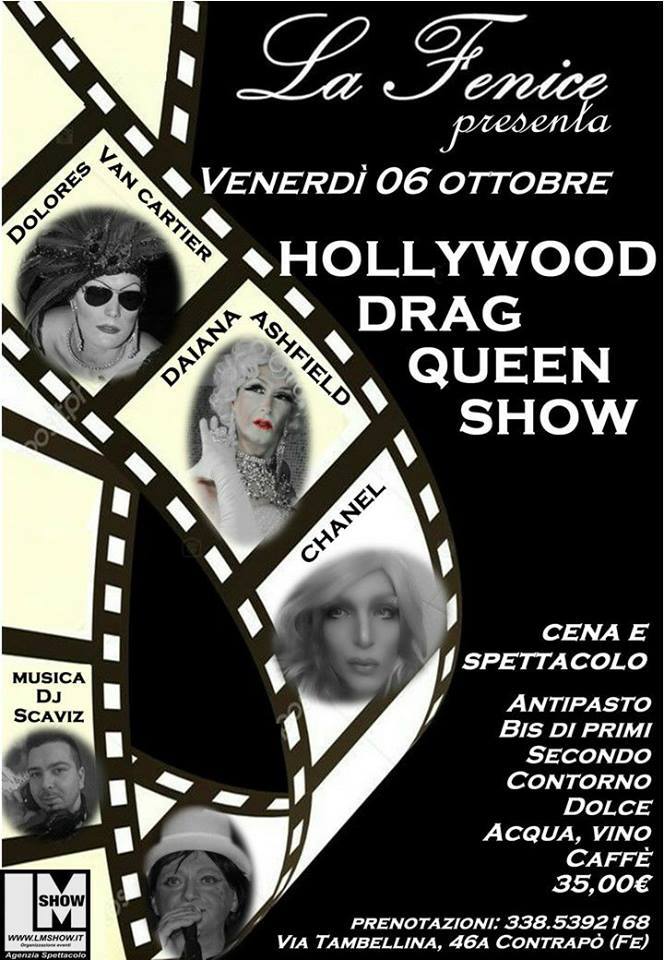 La Fenice
presenta
VENERDÌ 06 OTTOBRE
HOLLYWOOD
DRAG
QUEEN
SHOW
DOLORES
VAN CARTIER
DAIANA
ASHFIELD
CHANEL
MUSICA
DJ
SCAVIZ
CENA E
SPETTACOLO
ANTIPASTO
BIS DI PRIMI
SECONDO
CONTORNO
DOLCE
ACQUA, VINO
CAFFÈ
35,00€
PRENOTAZIONI: 338.5392168
VIA TAMBELLINA, 46A CONTRAPÒ (FE)
LM SHOW
WWW.LMSHOW.IT
Organizzazione eventi
Agenzia Spettacolo